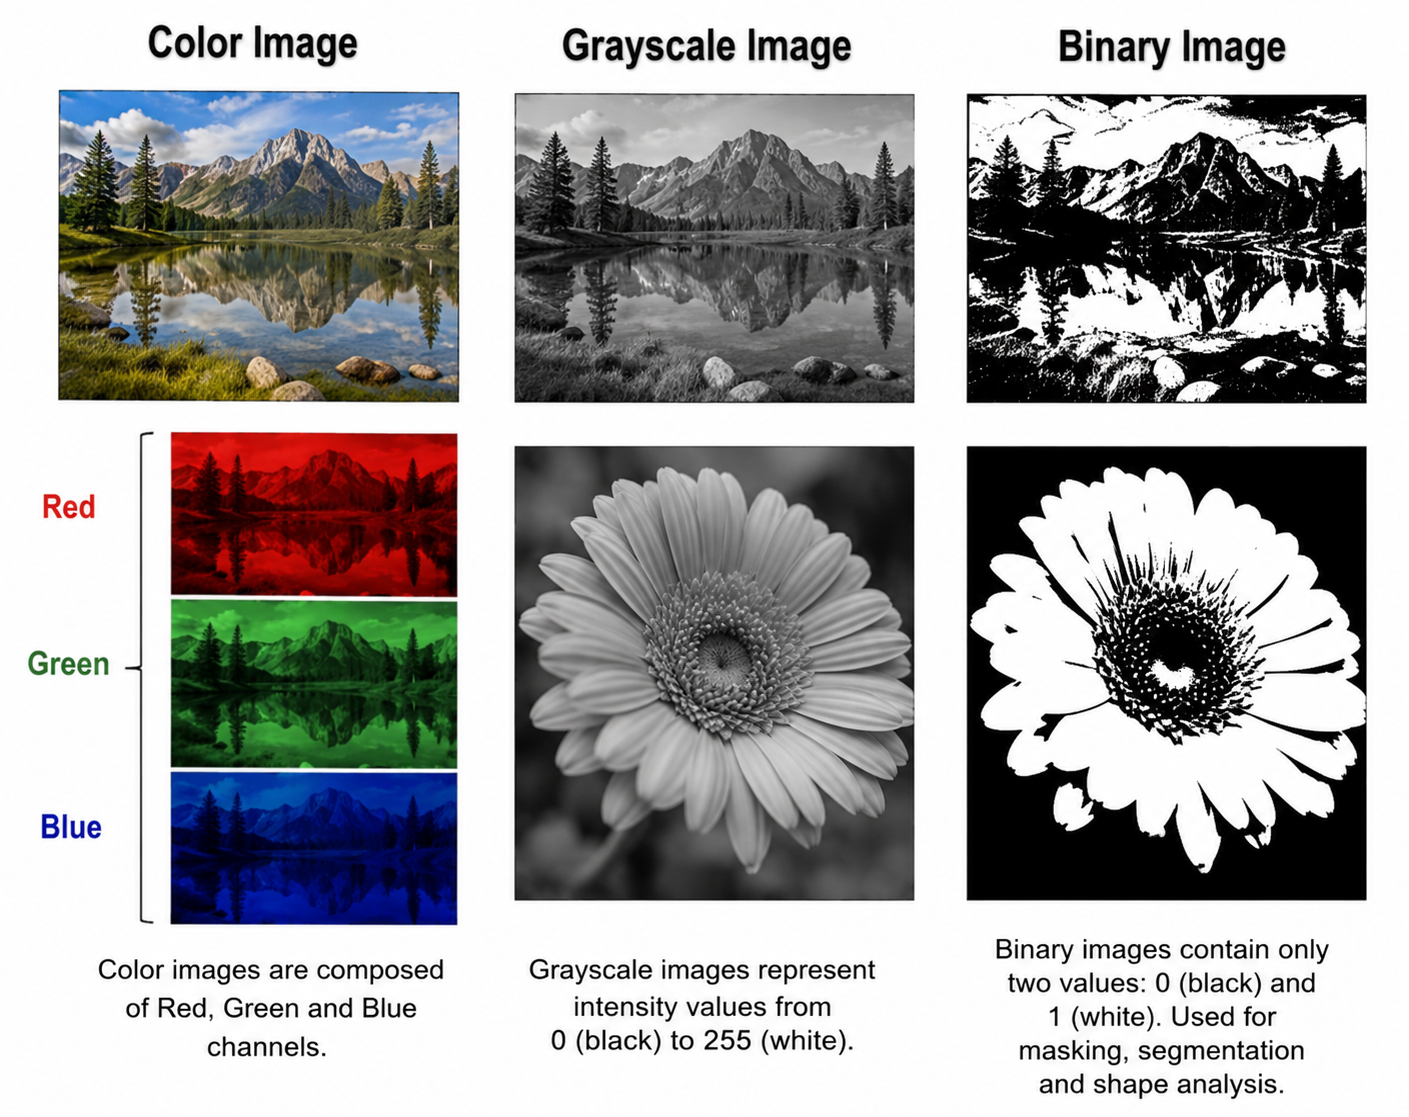 Color Image
Grayscale Image
Binary Image
Red
Green
Blue
Color images are composed
of Red, Green and Blue
channels.
Grayscale images represent
intensity values from
0 (black) to 255 (white).
Binary images contain only
two values: 0 (black) and
1 (white). Used for
masking, segmentation
and shape analysis.